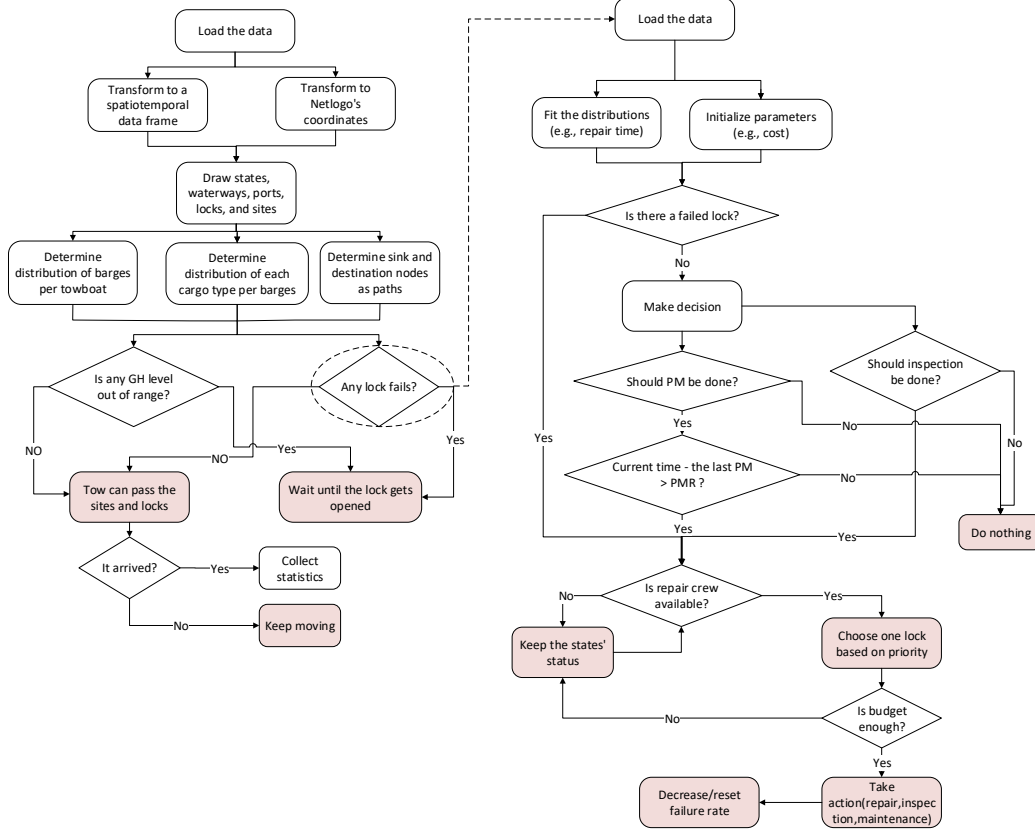 Load the data
Transform to a
spatiotemporal
data frame
Transform to
Netlogo's
coordinates
Draw states,
waterways, ports,
locks, and sites
Determine
distribution of barges
per towboat
Determine
distribution of each
cargo type per barges
Determine sink and
destination nodes
as paths
Is any GH level
out of range?
Any lock fails?
NO
Yes
NO
Yes
Tow can pass the
sites and locks
Wait until the lock gets
opened
It arrived?
Yes
Collect
statistics
No
Keep moving
Load the data
Fit the distributions
(e.g., repair time)
Initialize parameters
(e.g., cost)
Is there a failed lock?
No
Yes
Make decision
Should PM be done?
Should inspection
be done?
Yes
No
No
Current time - the last PM
> PMR ?
No
Yes
Yes
Do nothing
Is repair crew
available?
No
Yes
Keep the states'
status
Choose one lock
based on priority
Is budget
enough?
No
Yes
Take
action(repair,inspec
tion,maintenance)
Decrease/reset
failure rate